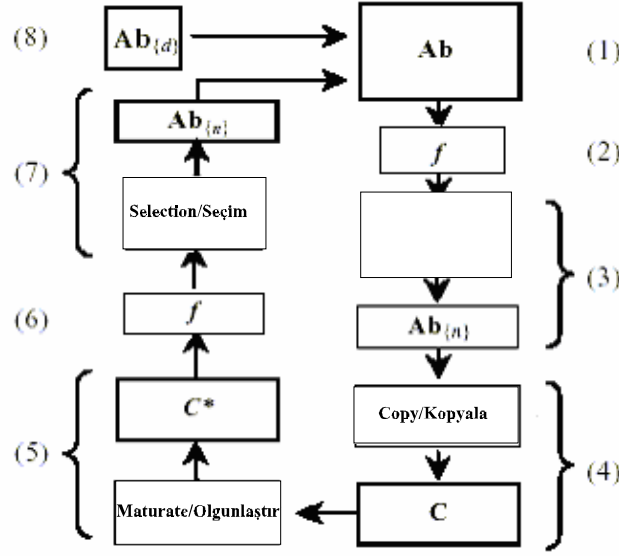 (8)
Ab{d}
Ab
(1)
Ab{n}
f
(2)
(7)
Selection/Seçim
(3)
(6)
f
Ab{n}
C*
Copy/Kopyala
(5)
(4)
Maturate/Olgunlaştır
C